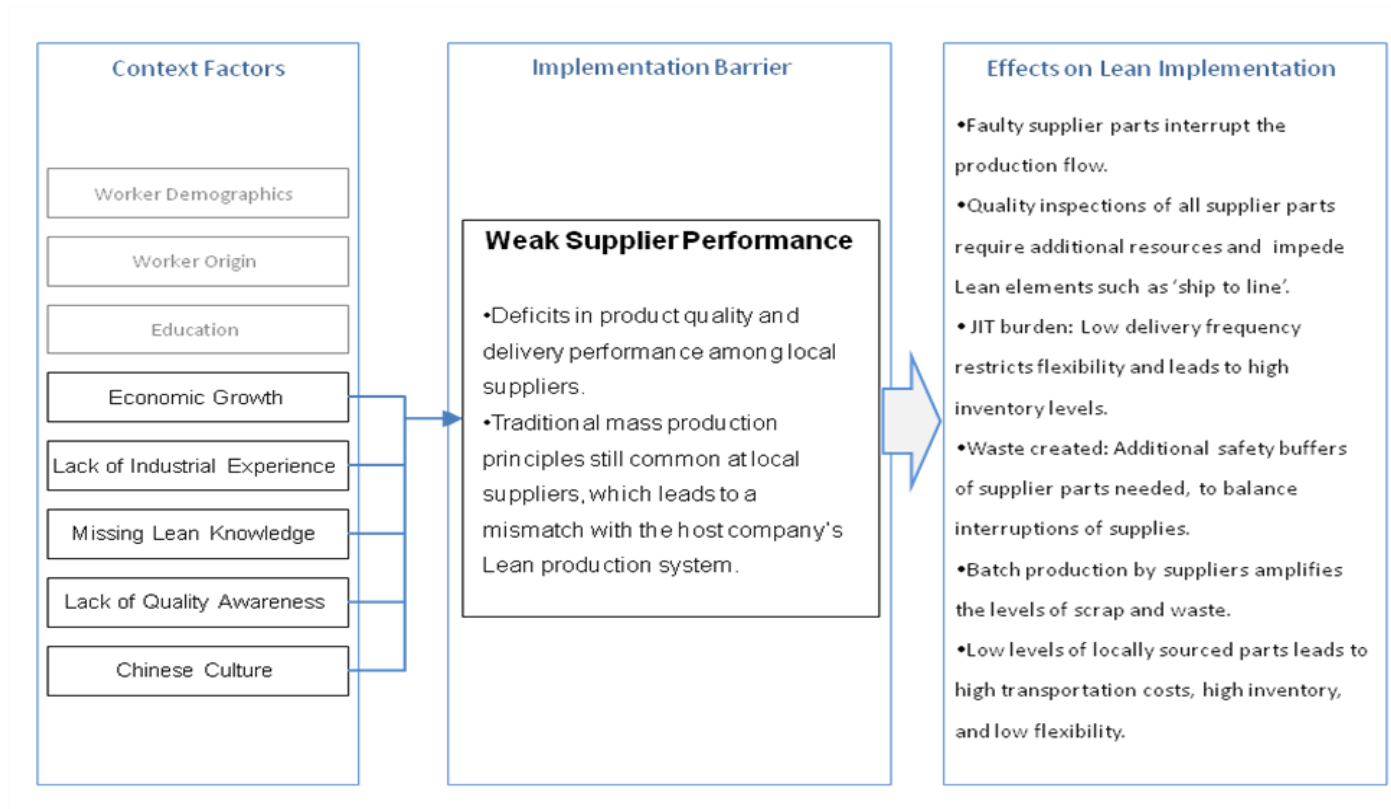 Context Factors
Worker Demographics
Worker Origin
Education
Economic Growth
Lack of Industrial Experience
Missing Lean Knowledge
Lack of Quality Awareness
Chinese Culture
Implementation Barrier
Weak Supplier Performance
•Deficits in product quality and
delivery performance among local
suppliers.
•Traditional mass production
principles still common at local
suppliers, which leads to a
mismatch with the host company's
Lean production system.
Effects on Lean Implementation
•Faulty supplier parts interrupt the
production flow.
•Quality inspections of all supplier parts
require additional resources and impede
Lean elements such as ‘ship to line’.
• JIT burden: Low delivery frequency
restricts flexibility and leads to high
inventory levels.
•Waste created: Additional safety buffers
of supplier parts needed, to balance
interruptions of supplies.
•Batch production by suppliers amplifies
the levels of scrap and waste.
•Low levels of locally sourced parts leads to
high transportation costs, high inventory,
and low flexibility.